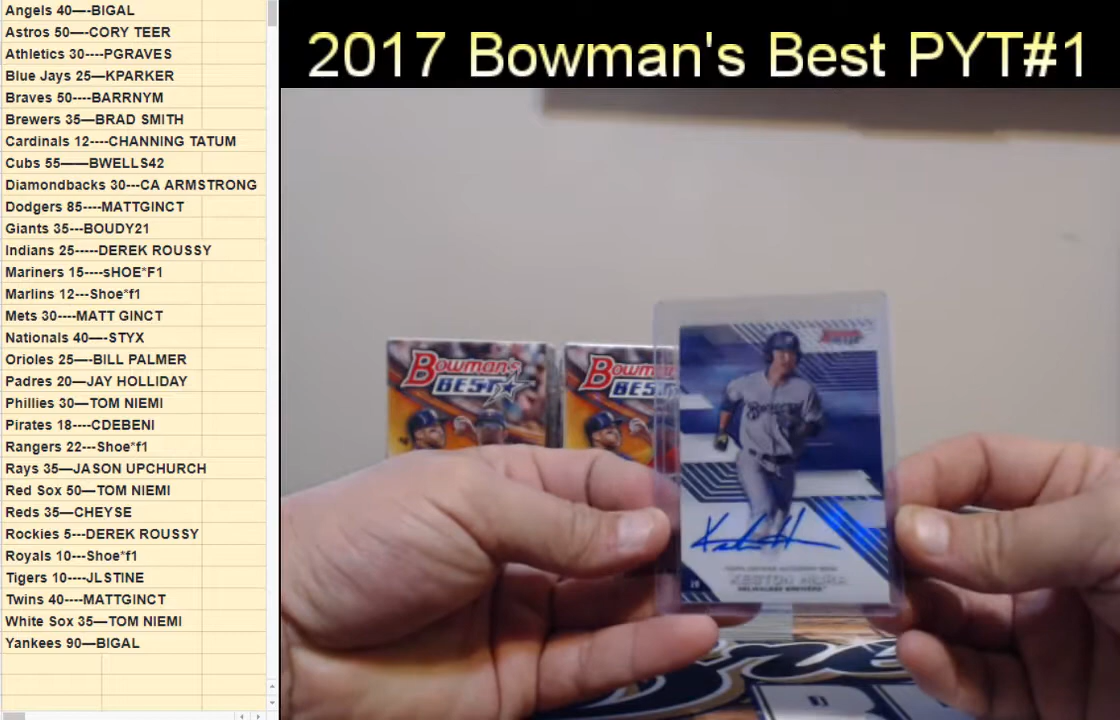 Angels 40—-BIGAL
Astros 50—-CORY TEER
Athletics 30----PGRAVES
Blue Jays 25—KPARKER
Braves 50----BARRNYM
Brewers 35—BRAD SMITH
Cardinals 12----CHANNING TATUM
Cubs 55——BWELLS42
Diamondbacks 30---CA ARMSTRONG
Dodgers 85----MATTGINCT
Giants 35---BOUDY21
Indians 25-----DEREK ROUSSY
Mariners 15----sHOE*F1
Marlins 12---Shoe*f1
Mets 30----MATT GINCT
Nationals 40—-STYX
Orioles 25—-BILL PALMER
Padres 20—JAY HOLLIDAY
Phillies 30—TOM NIEMI
Pirates 18----CDEBENI
Rangers 22---Shoe*f1
Rays 35—JASON UPCHURCH
Red Sox 50—TOM NIEMI
Reds 35—CHEYSE
Rockies 5---DEREK ROUSSY
Royals 10---Shoe*f1
Tigers 10----JLSTINE
Twins 40----MATTGINCT
White Sox 35—TOM NIEMI
Yankees 90—BIGAL
2017 Bowman's Best PYT#1
Bowman's
BEST
Bowman's
BEST
KESTON HIURA
MILWAUKEE BREWERS